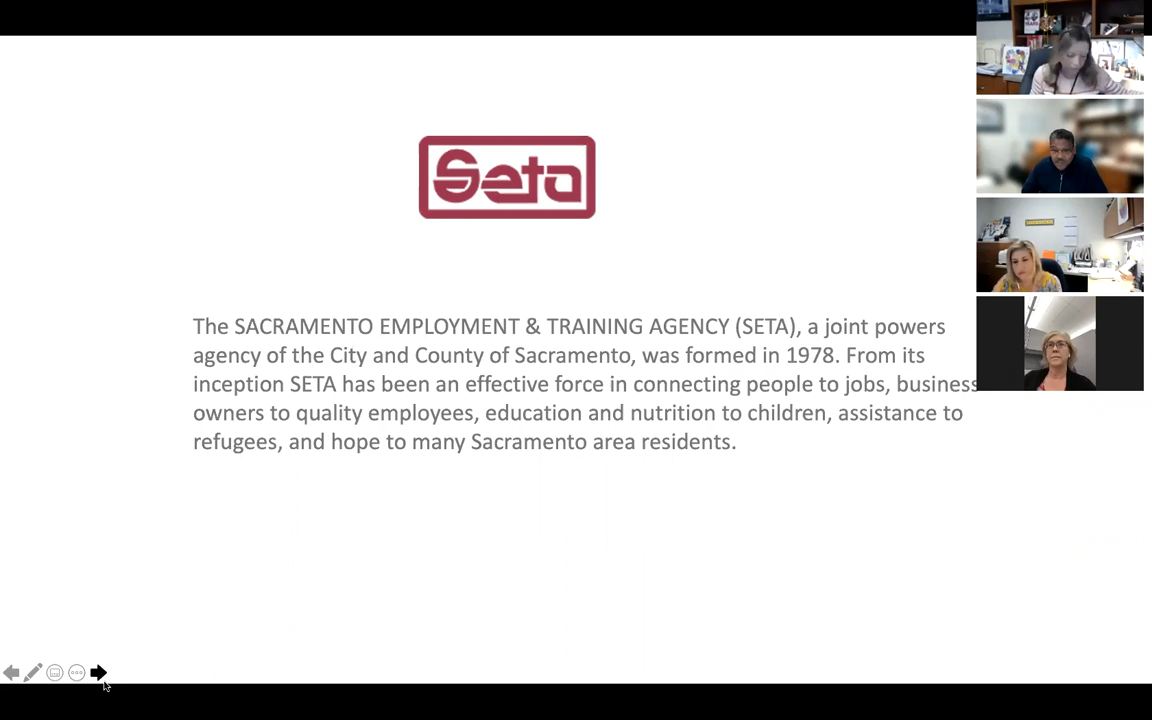 Seta
The SACRAMENTO EMPLOYMENT & TRAINING AGENCY (SETA), a joint powers
agency of the City and County of Sacramento, was formed in 1978. From its
inception SETA has been an effective force in connecting people to jobs, business
owners to quality employees, education and nutrition to children, assistance to
refugees, and hope to many Sacramento area residents.